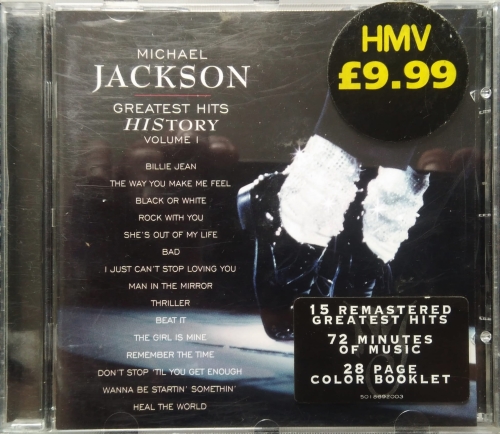 MICHAEL
JACKSON
GREATEST HITS
HISTORY
VOLUME I
BILLIE JEAN
THE WAY YOU MAKE ME FEEL
BLACK OR WHITE
ROCK WITH YOU
SHE'S OUT OF MY LIFE
BAD
I JUST CAN'T STOP LOVING YOU
MAN IN THE MIRROR
THRILLER
BEAT IT
THE GIRL IS MINE
REMEMBER THE TIME
DON'T STOP 'TIL YOU GET ENOUGH
WANNA BE STARTIN' SOMETHIN'
HEAL THE WORLD
HMV
£9.99
15 REMASTERED
GREATEST HITS
72 MINUTES
OF MUSIC
28 PAGE
COLOR BOOKLET